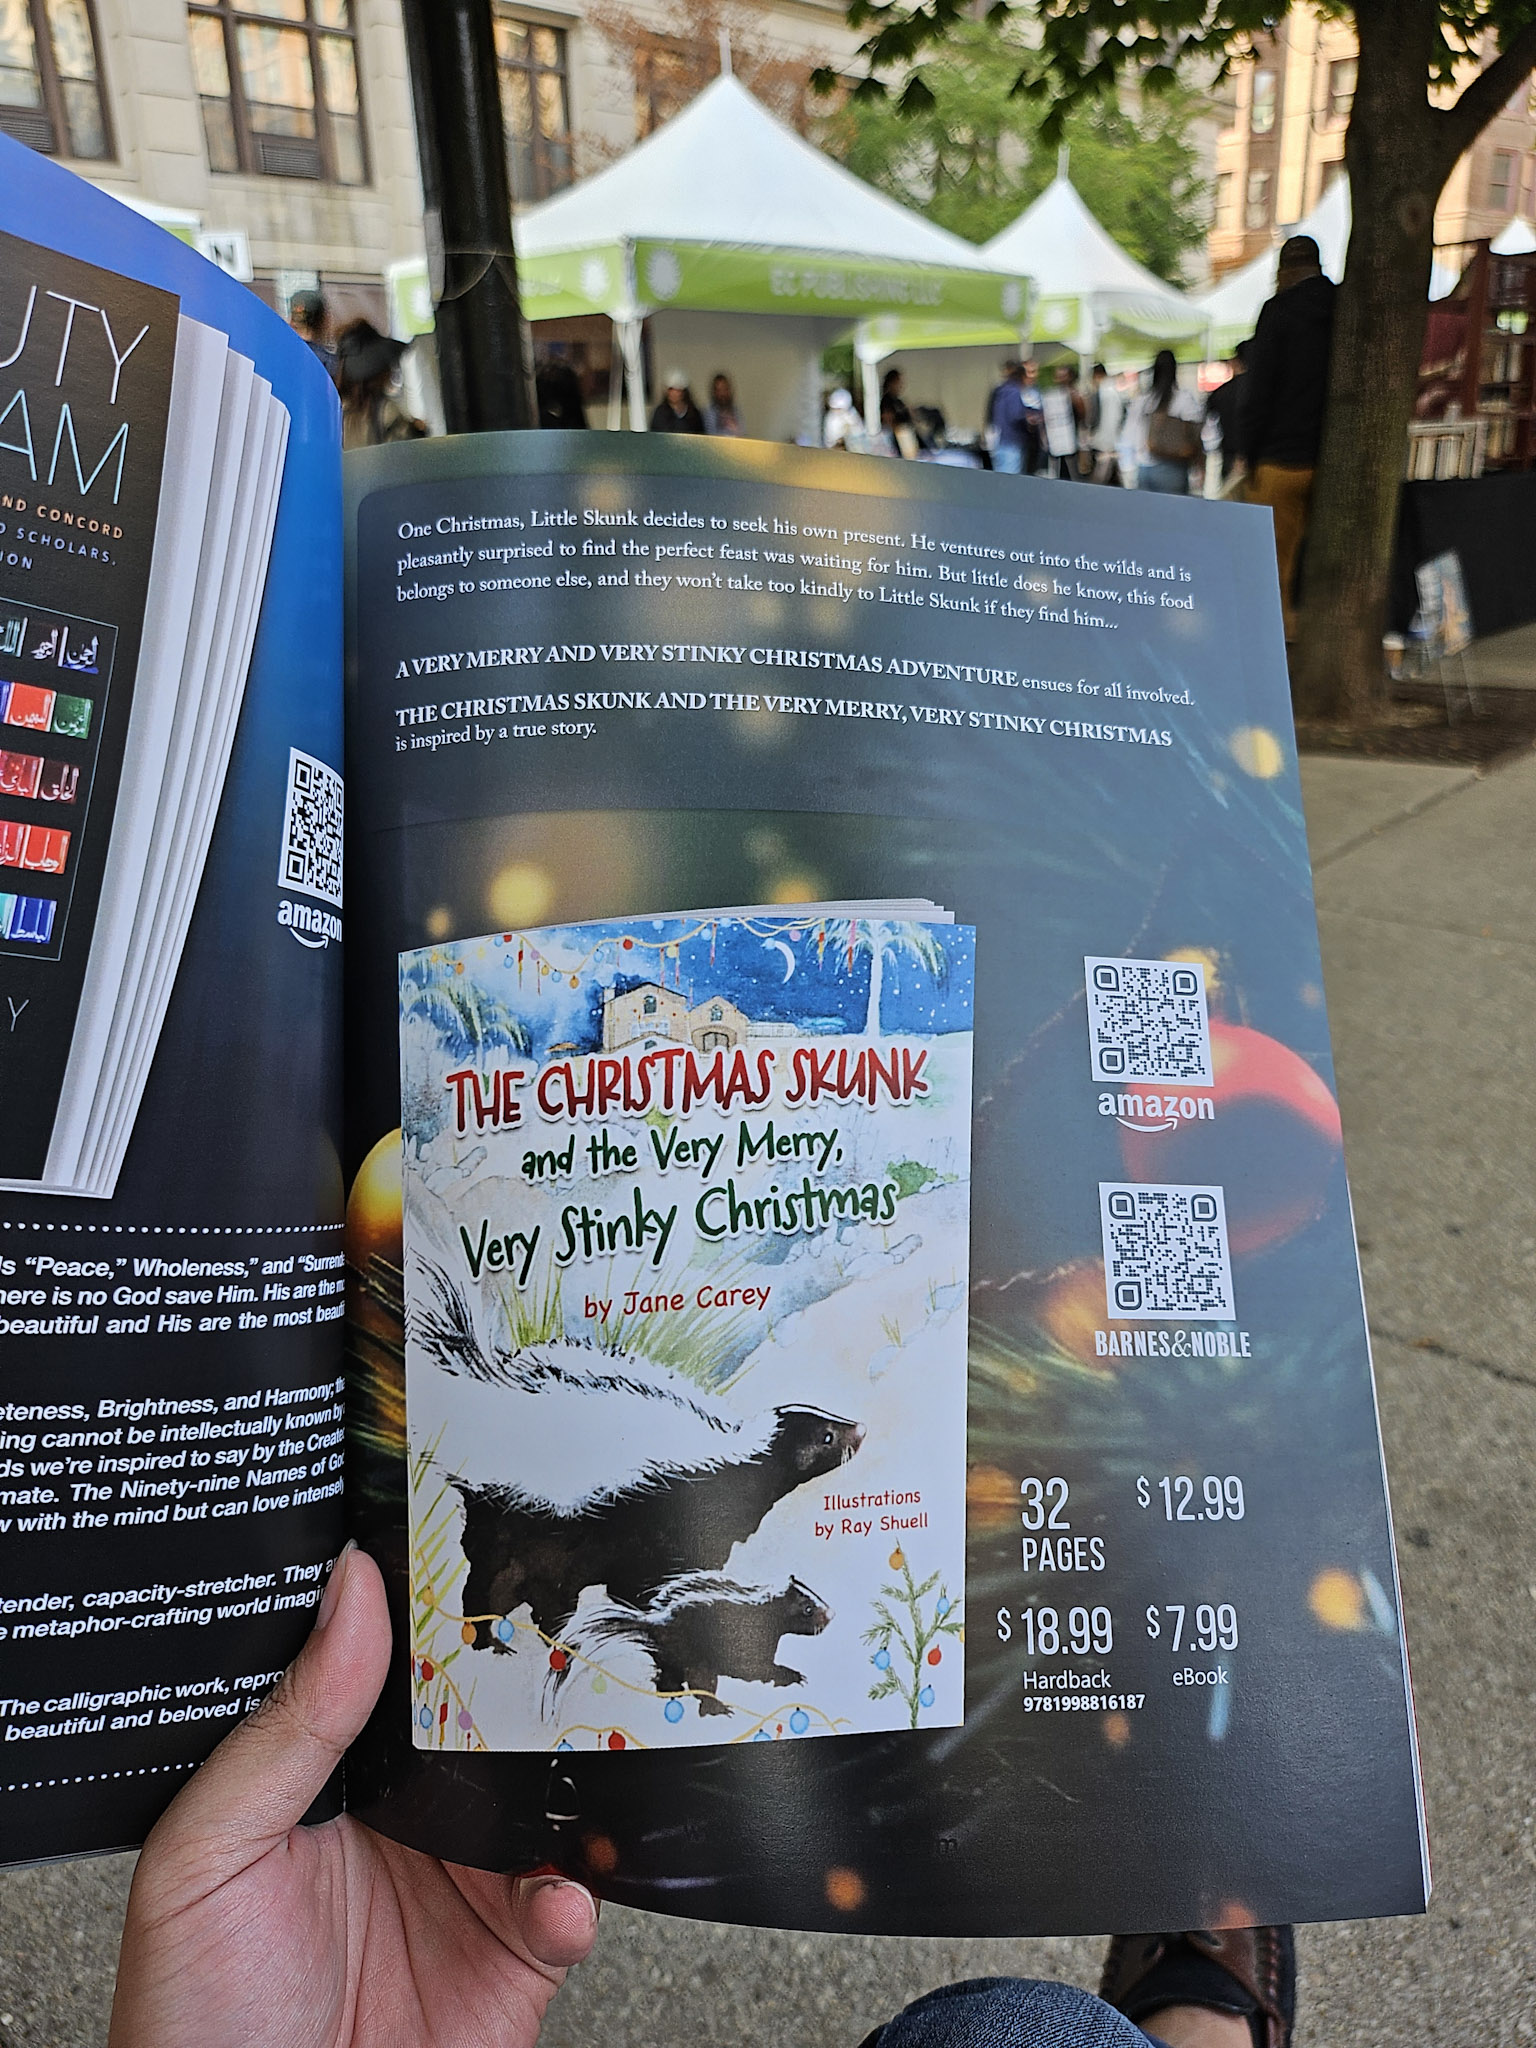 UTY
AM
ND CONCORD
SCHOLARS,
ION
amazon
Y
"Peace," Wholeness," and "Surrende
here is no God save Him. His are the
beautiful and His are the most
eteness, Brightness, and Harmony;
ing cannot be intellectually known by
ds we're inspired to say by the
mate. The Ninety-nine Names of
with the mind but can love
tender, capacity-stretcher. They
metaphor-crafting world
The calligraphic work,
beautiful and beloved is
N
EC PUBLISHING LLC
One Christmas, Little Skunk decides to seek his own present. He ventures out into the wilds and is
pleasantly surprised to find the perfect feast was waiting for him. But little does he know, this food
belongs to someone else, and they won't take too kindly to Little Skunk if they find him...
A VERY MERRY AND VERY STINKY CHRISTMAS ADVENTURE ensues for all involved.
THE CHRISTMAS SKUNK AND THE VERY MERRY, VERY STINKY CHRISTMAS
is inspired by a true story.
THE CHRISTMAS SKUNK
and the Very Merry,
Very Stinky Christmas
by Jane Carey
Illustrations
by Ray Shuell
amazon
BARNES&NOBLE
32
PAGES
$12.99
$18.99
Hardback
9781998816187
$7.99
eBook